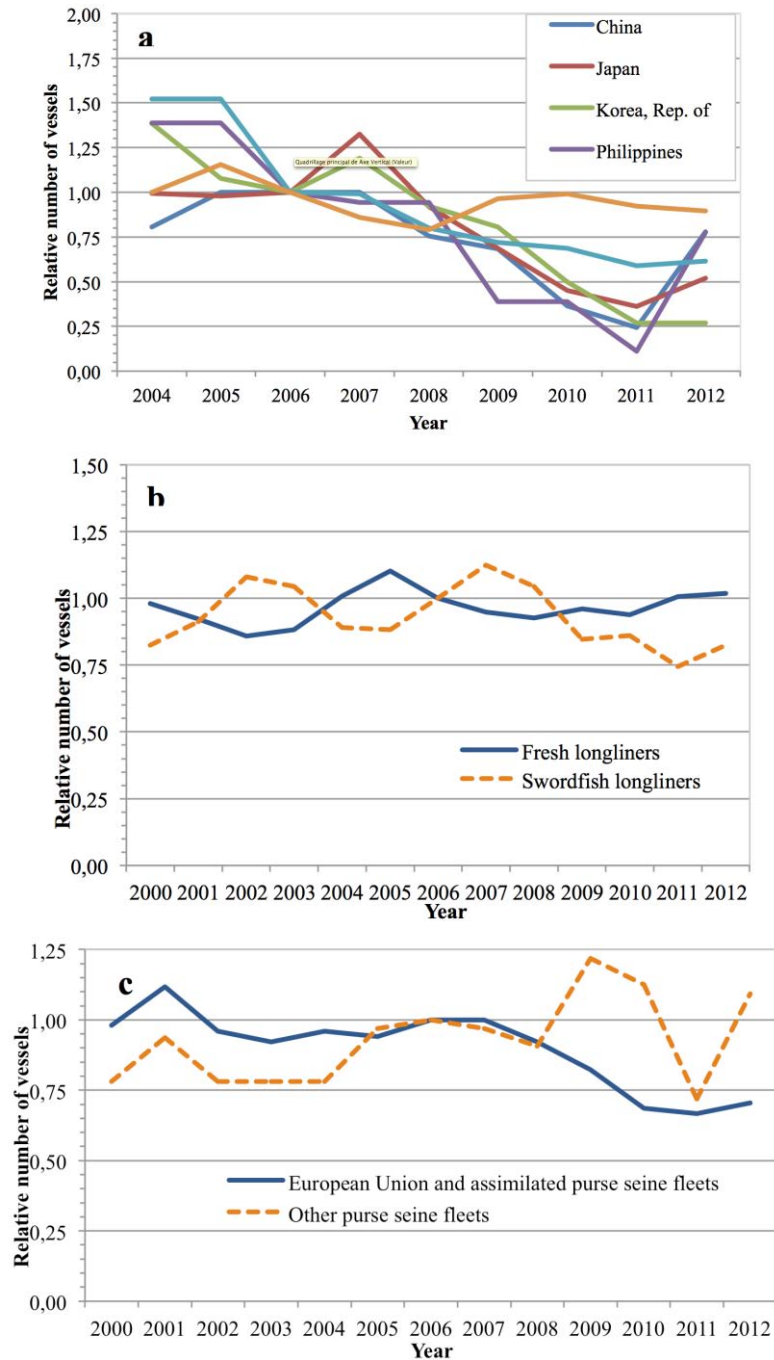 a
2,00
1,75
1,50
1,25
1,00
0,75
0,50
0,25
0,00
Relative number of vessels
China
Japan
Korea, Rep. of
Philippines
Quadrillage principal de Axe Vertical (Valeur)
2004 2005 2006 2007 2008 2009 2010 2011 2012
Year
b
1,50
1,25
1,00
0,75
0,50
0,25
0,00
Relative number of vessels
Fresh longliners
Swordfish longliners
2000 2001 2002 2003 2004 2005 2006 2007 2008 2009 2010 2011 2012
Year
c
1,25
1,00
0,75
0,50
0,25
0,00
Relative number of vessels
European Union and assimilated purse seine fleets
Other purse seine fleets
2000 2001 2002 2003 2004 2005 2006 2007 2008 2009 2010 2011 2012
Year